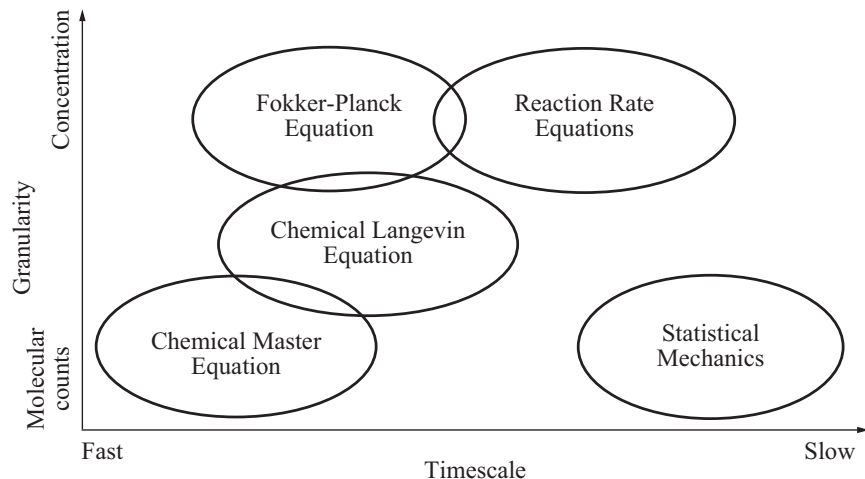 Concentration
Granularity
Molecular
counts
Fokker-Planck
Equation
Reaction Rate
Equations
Chemical Langevin
Equation
Chemical Master
Equation
Statistical
Mechanics
Fast
Slow
Timescale